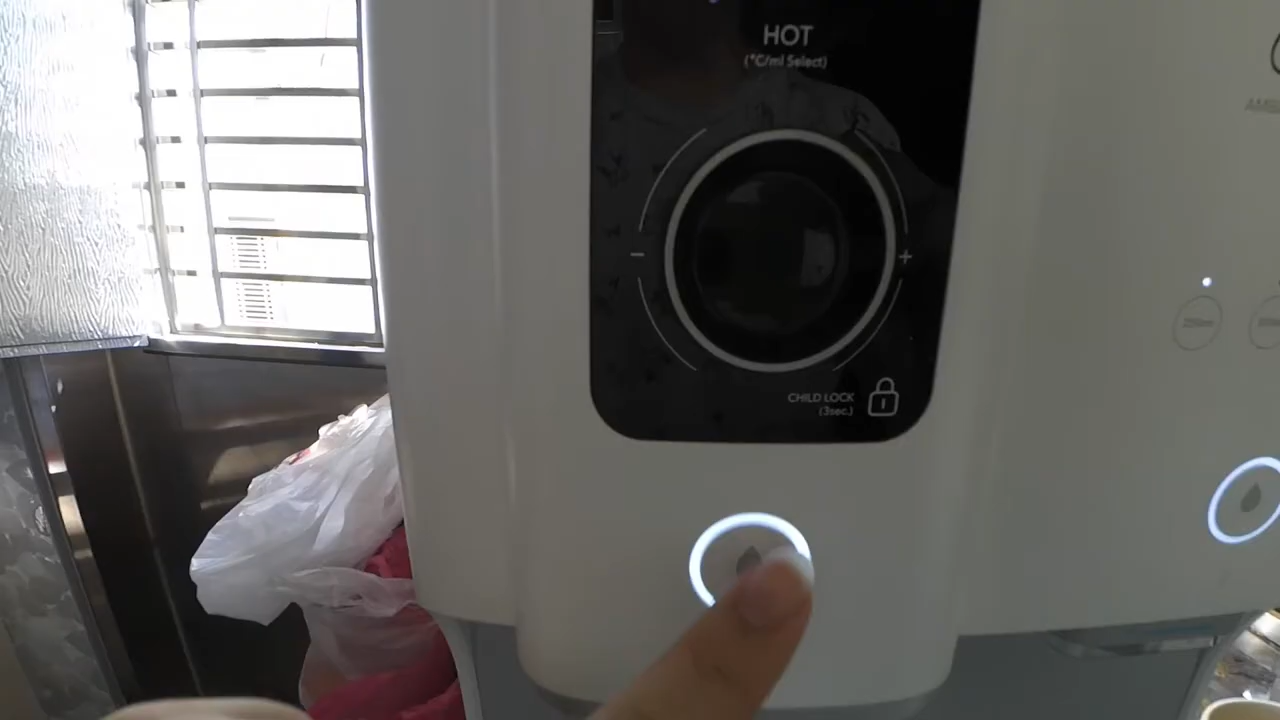 HOT
(°C/ml Select)
−
+
CHILD LOCK
(3sec.)